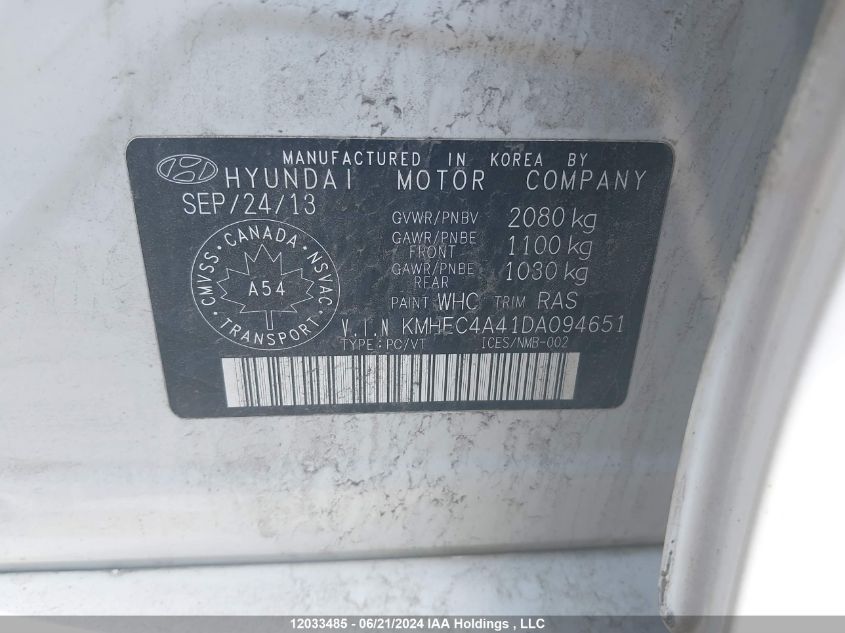 MANUFACTURED IN KOREA BY
HYUNDAI MOTOR COMPANY
SEP/24/13
GVWR/PNBV 2080 kg
GAWR/PNBE FRONT 1100 kg
GAWR/PNBE REAR 1030 kg
PAINT WHC TRIM RAS
CMVSS · CANADA · NSVAC · TRANSPORT ·
A54
V.I.N KMHEC4A41DA094651
TYPE:PC/VT ICES/NMB-002
12033485 - 06/21/2024 IAA Holdings , LLC